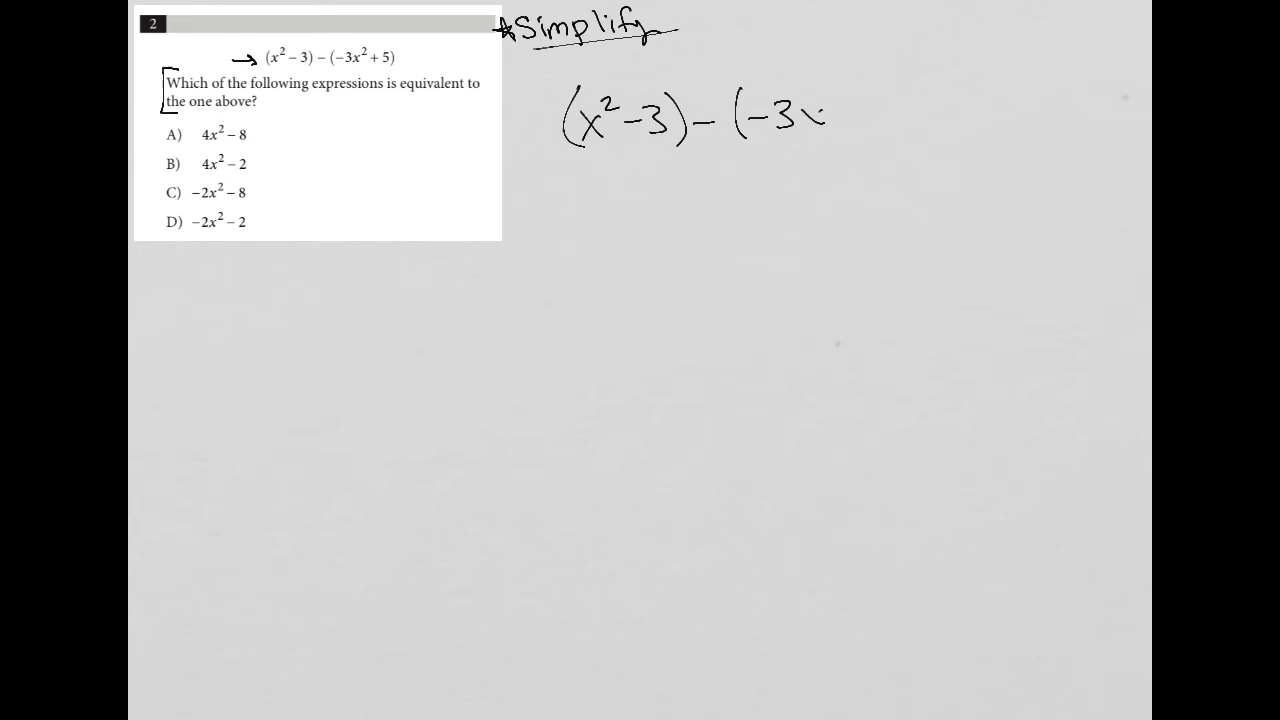 2
(x² – 3) – (–3x² + 5)
Which of the following expressions is equivalent to
the one above?
A) 4x² – 8
B) 4x² – 2
C) –2x² – 8
D) –2x² – 2
★Simplify
(x² – 3) – (–3